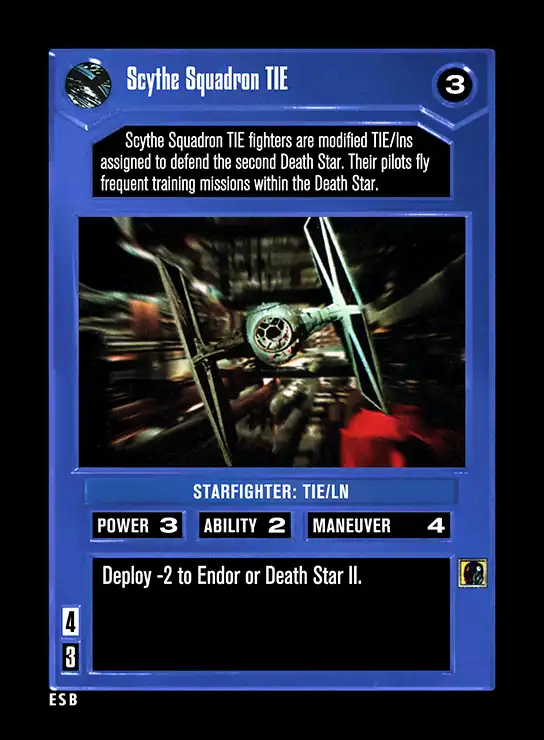 Scythe Squadron TIE
3
Scythe Squadron TIE fighters are modified TIE/lns
assigned to defend the second Death Star. Their pilots fly
frequent training missions within the Death Star.
STARFIGHTER: TIE/LN
POWER 3 ABILITY 2 MANEUVER 4
Deploy -2 to Endor or Death Star II.
4
3
ESB